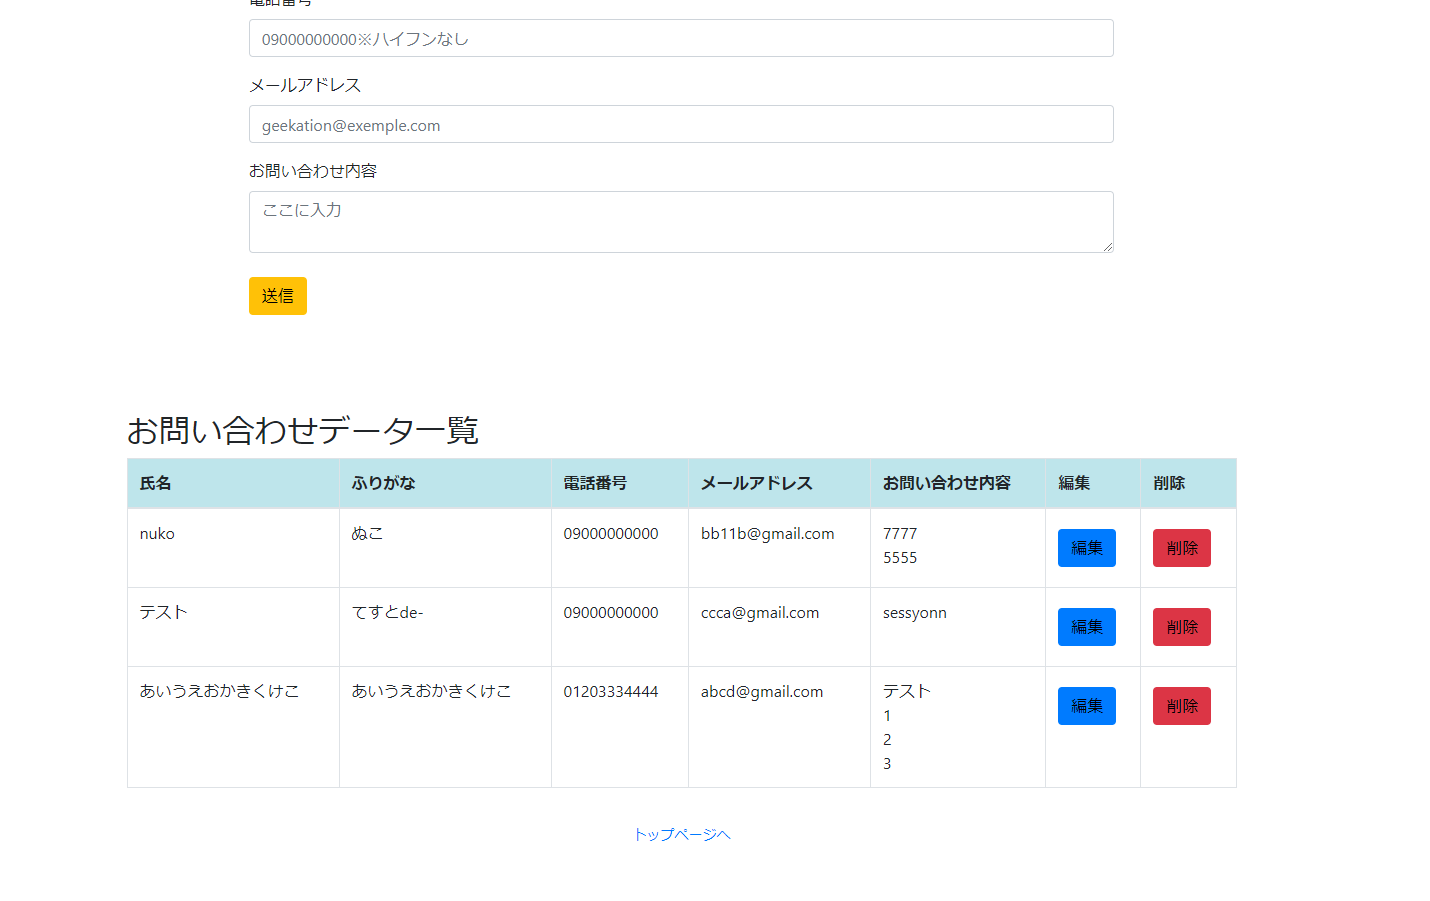 電話番号
09000000000※ハイフンなし
メールアドレス
geekation@exemple.com
お問い合わせ内容
ここに入力
送信
お問い合わせデータ一覧
氏名 ふりがな 電話番号 メールアドレス お問い合わせ内容 編集 削除
nuko ぬこ 09000000000 bb11b@gmail.com 7777 編集 削除
5555
テスト てすとde- 09000000000 ccca@gmail.com sessyonn 編集 削除
あいうえおかきくけこ あいうえおかきくけこ 01203334444 abcd@gmail.com テスト 編集 削除
1
2
3
トップページへ